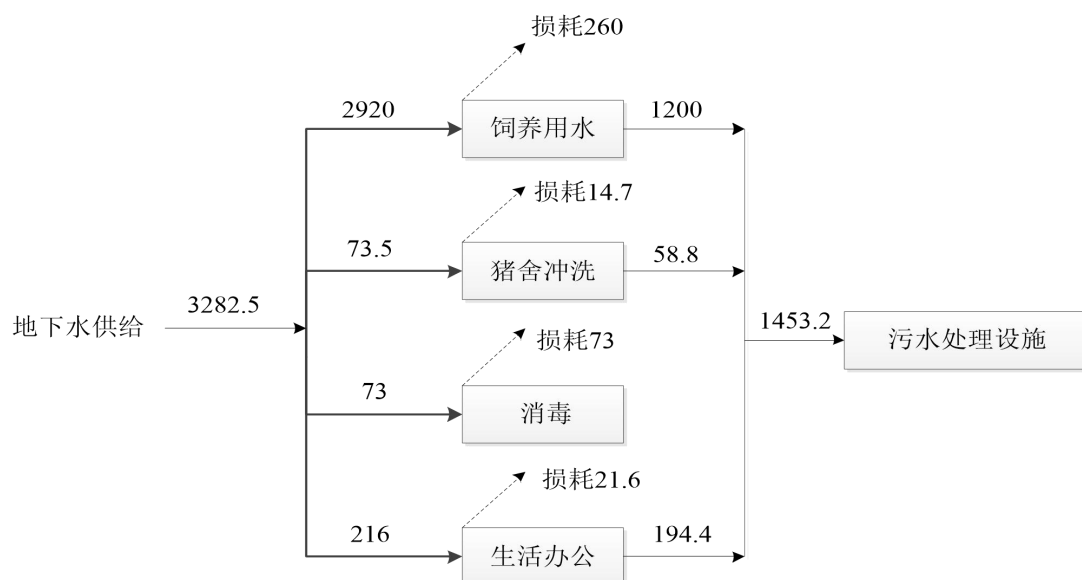 损耗260
2920
饲养用水
1200
损耗14.7
73.5
猪舍冲洗
58.8
地下水供给
3282.5
损耗73
73
消毒
1453.2
污水处理设施
损耗21.6
216
生活办公
194.4